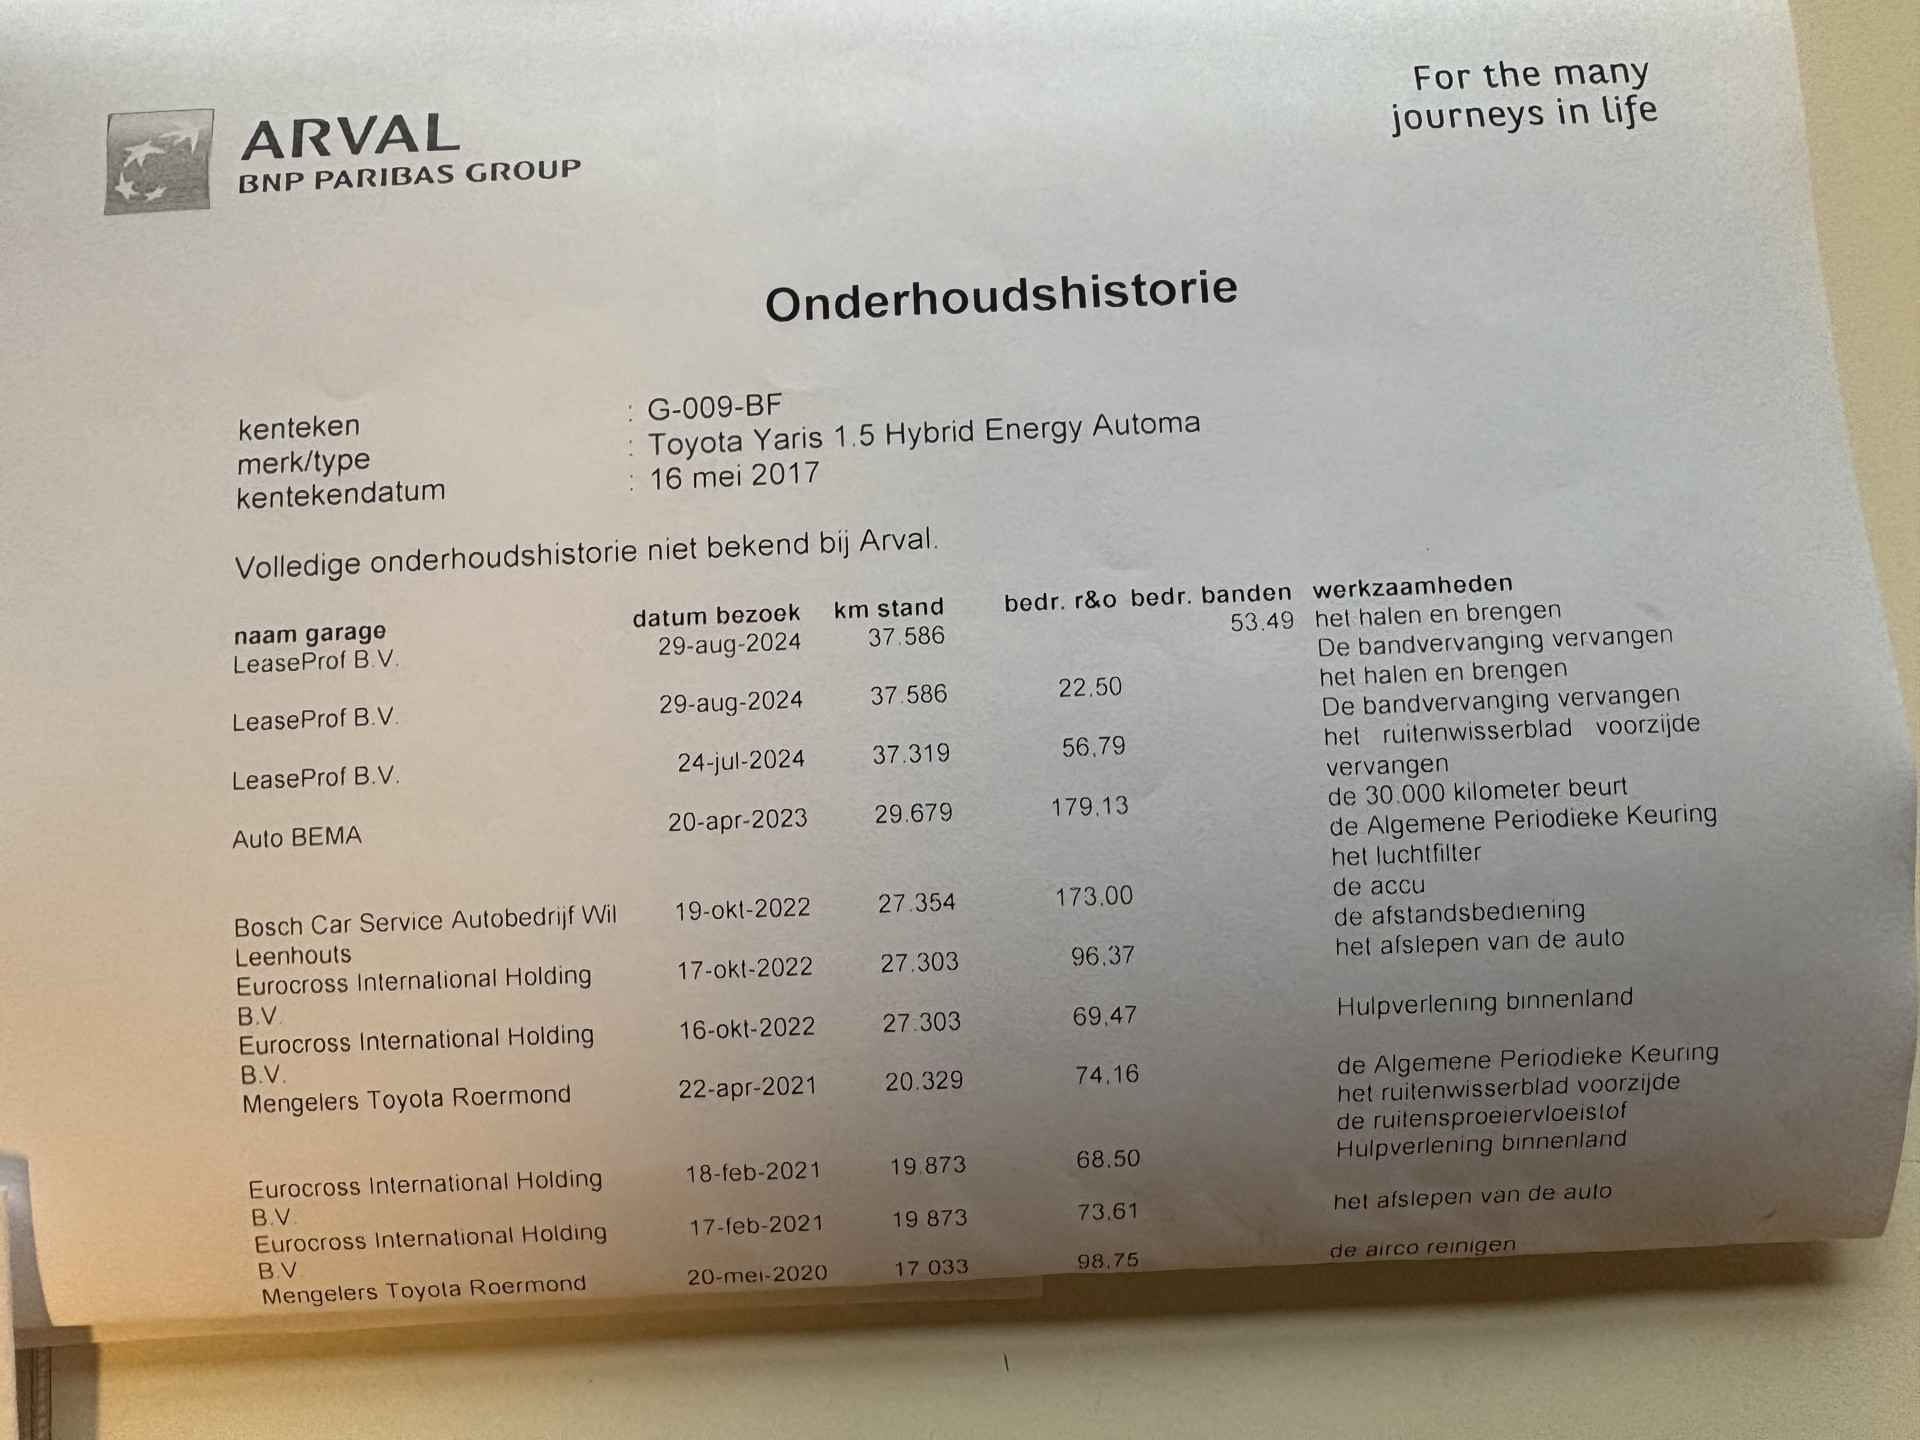 ARVAL
BNP PARIBAS GROUP
For the many
journeys in life
Onderhoudshistorie
kenteken : G-009-BF
merk/type : Toyota Yaris 1.5 Hybrid Energy Automa
kentekendatum : 16 mei 2017
Volledige onderhoudshistorie niet bekend bij Arval.
naam garage datum bezoek km stand bedr. r&o bedr. banden werkzaamheden
LeaseProf B.V. 29-aug-2024 37.586 53.49 het halen en brengen
De bandvervanging vervangen
LeaseProf B.V. 29-aug-2024 37.586 22,50 het halen en brengen
De bandvervanging vervangen
LeaseProf B.V. 24-jul-2024 37.319 56,79 het ruitenwisserblad voorzijde
vervangen
Auto BEMA 20-apr-2023 29.679 179,13 de 30.000 kilometer beurt
de Algemene Periodieke Keuring
het luchtfilter
Bosch Car Service Autobedrijf Wil 19-okt-2022 27.354 173,00 de accu
Leenhouts de afstandsbediening
Eurocross International Holding 17-okt-2022 27.303 96,37 het afslepen van de auto
B.V.
Eurocross International Holding 16-okt-2022 27.303 69,47 Hulpverlening binnenland
B.V.
Mengelers Toyota Roermond 22-apr-2021 20.329 74,16 de Algemene Periodieke Keuring
het ruitenwisserblad voorzijde
de ruitensproeiervloeistof
Eurocross International Holding 18-feb-2021 19.873 68.50 Hulpverlening binnenland
B.V.
Eurocross International Holding 17-feb-2021 19 873 73,61 het afslepen van de auto
B.V
Mengelers Toyota Roermond 20-mei-2020 17 033 98,75 de airco reinigen